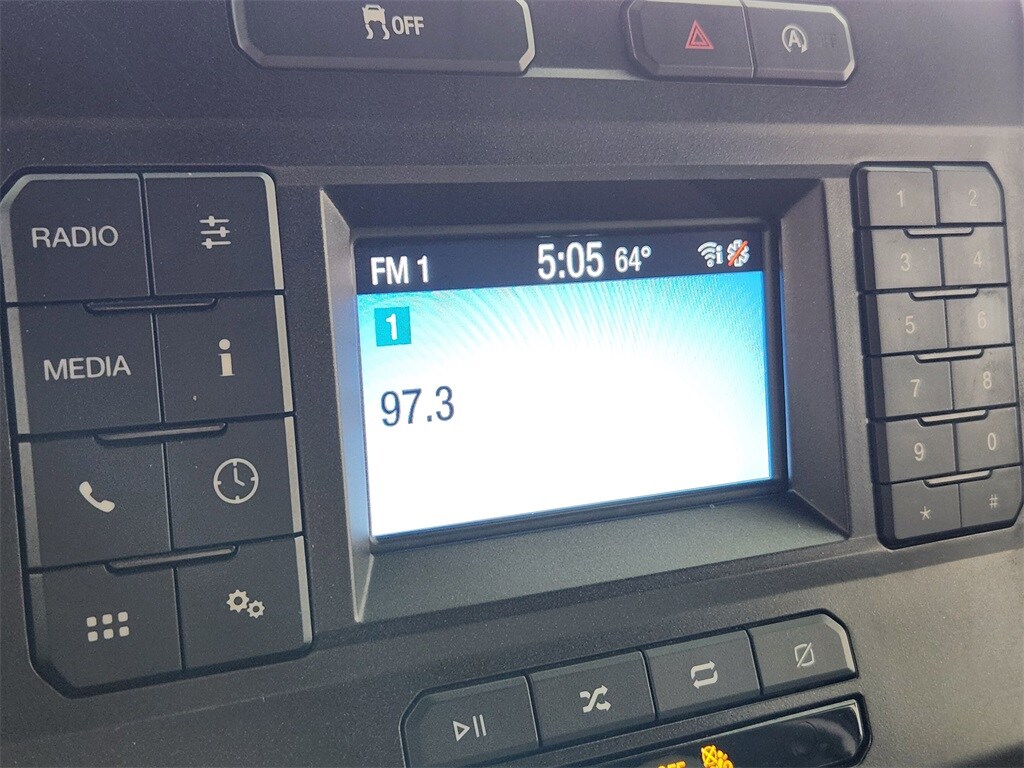 OFF
A
RADIO
MEDIA
i
FM 1 5:05 64°
1
97.3
1 2
3 4
5 6
7 8
9 0
* #
OFF